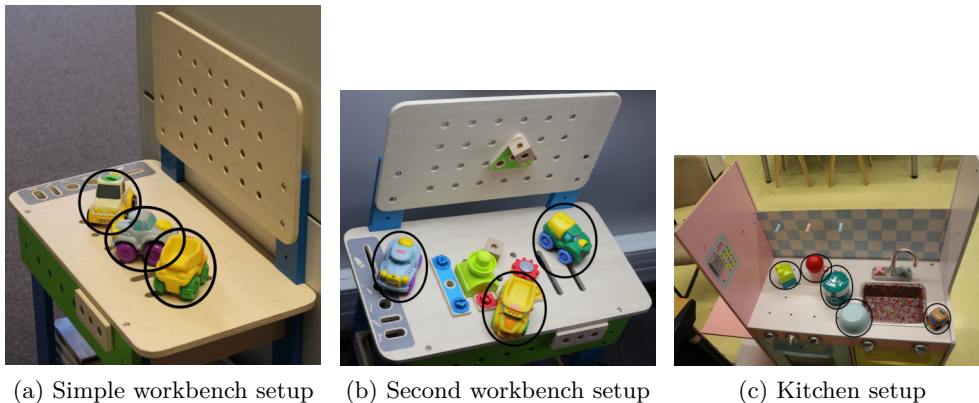 (a) Simple workbench setup
(b) Second workbench setup
(c) Kitchen setup